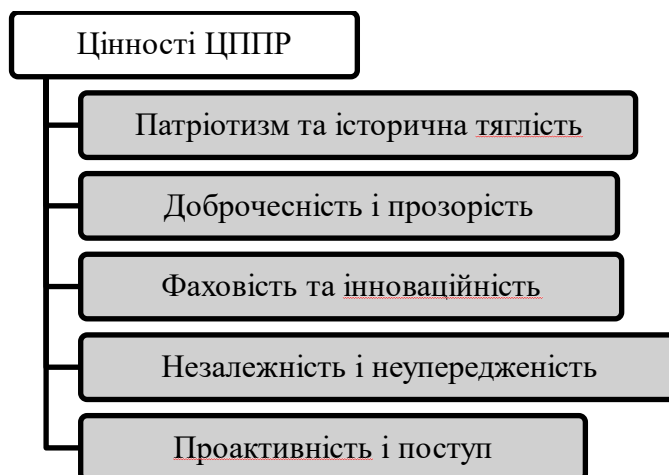 Цінності ЦППР
Патріотизм та історична тяглість
Доброчесність і прозорість
Фаховість та інноваційність
Незалежність і неупередженість
Проактивність і поступ